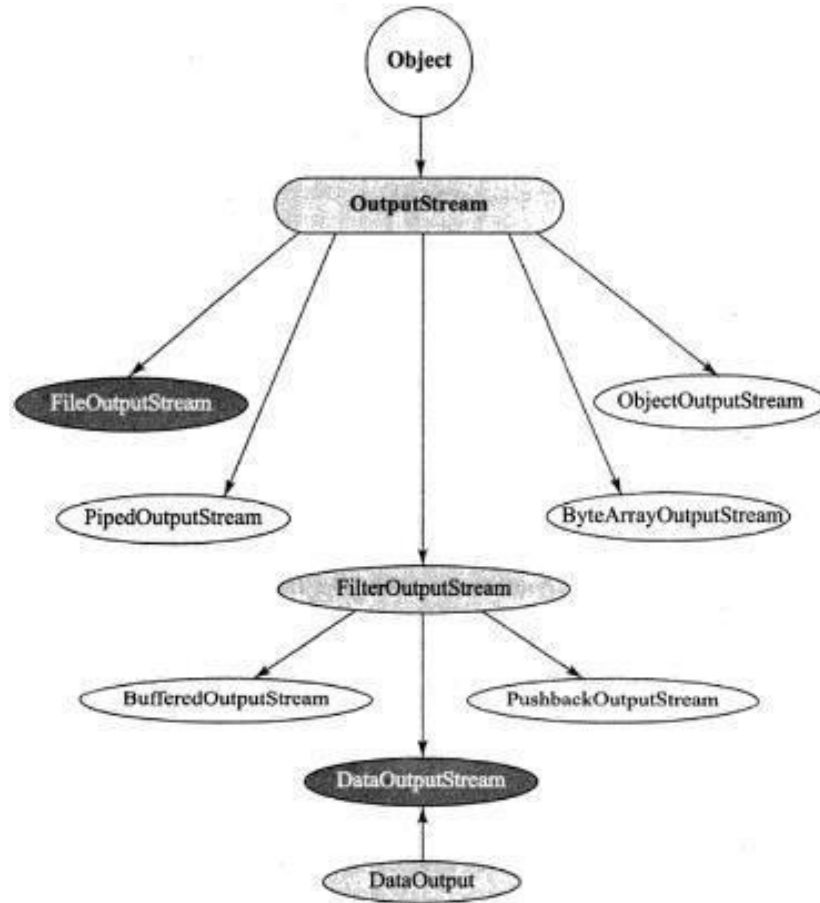 Object
OutputStream
FileOutputStream
ObjectOutputStream
PipedOutputStream
ByteArrayOutputStream
FilterOutputStream
BufferedOutputStream
PushbackOutputStream
DataOutputStream
DataOutput